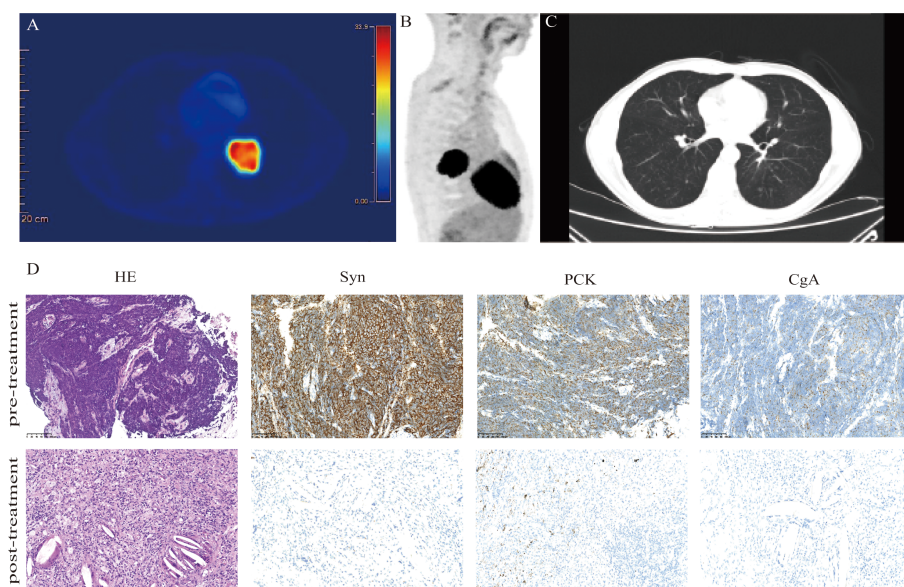 A
33.9
0.00
20 cm
B
C
D
HE
Syn
PCK
CgA
pre-treatment
post-treatment